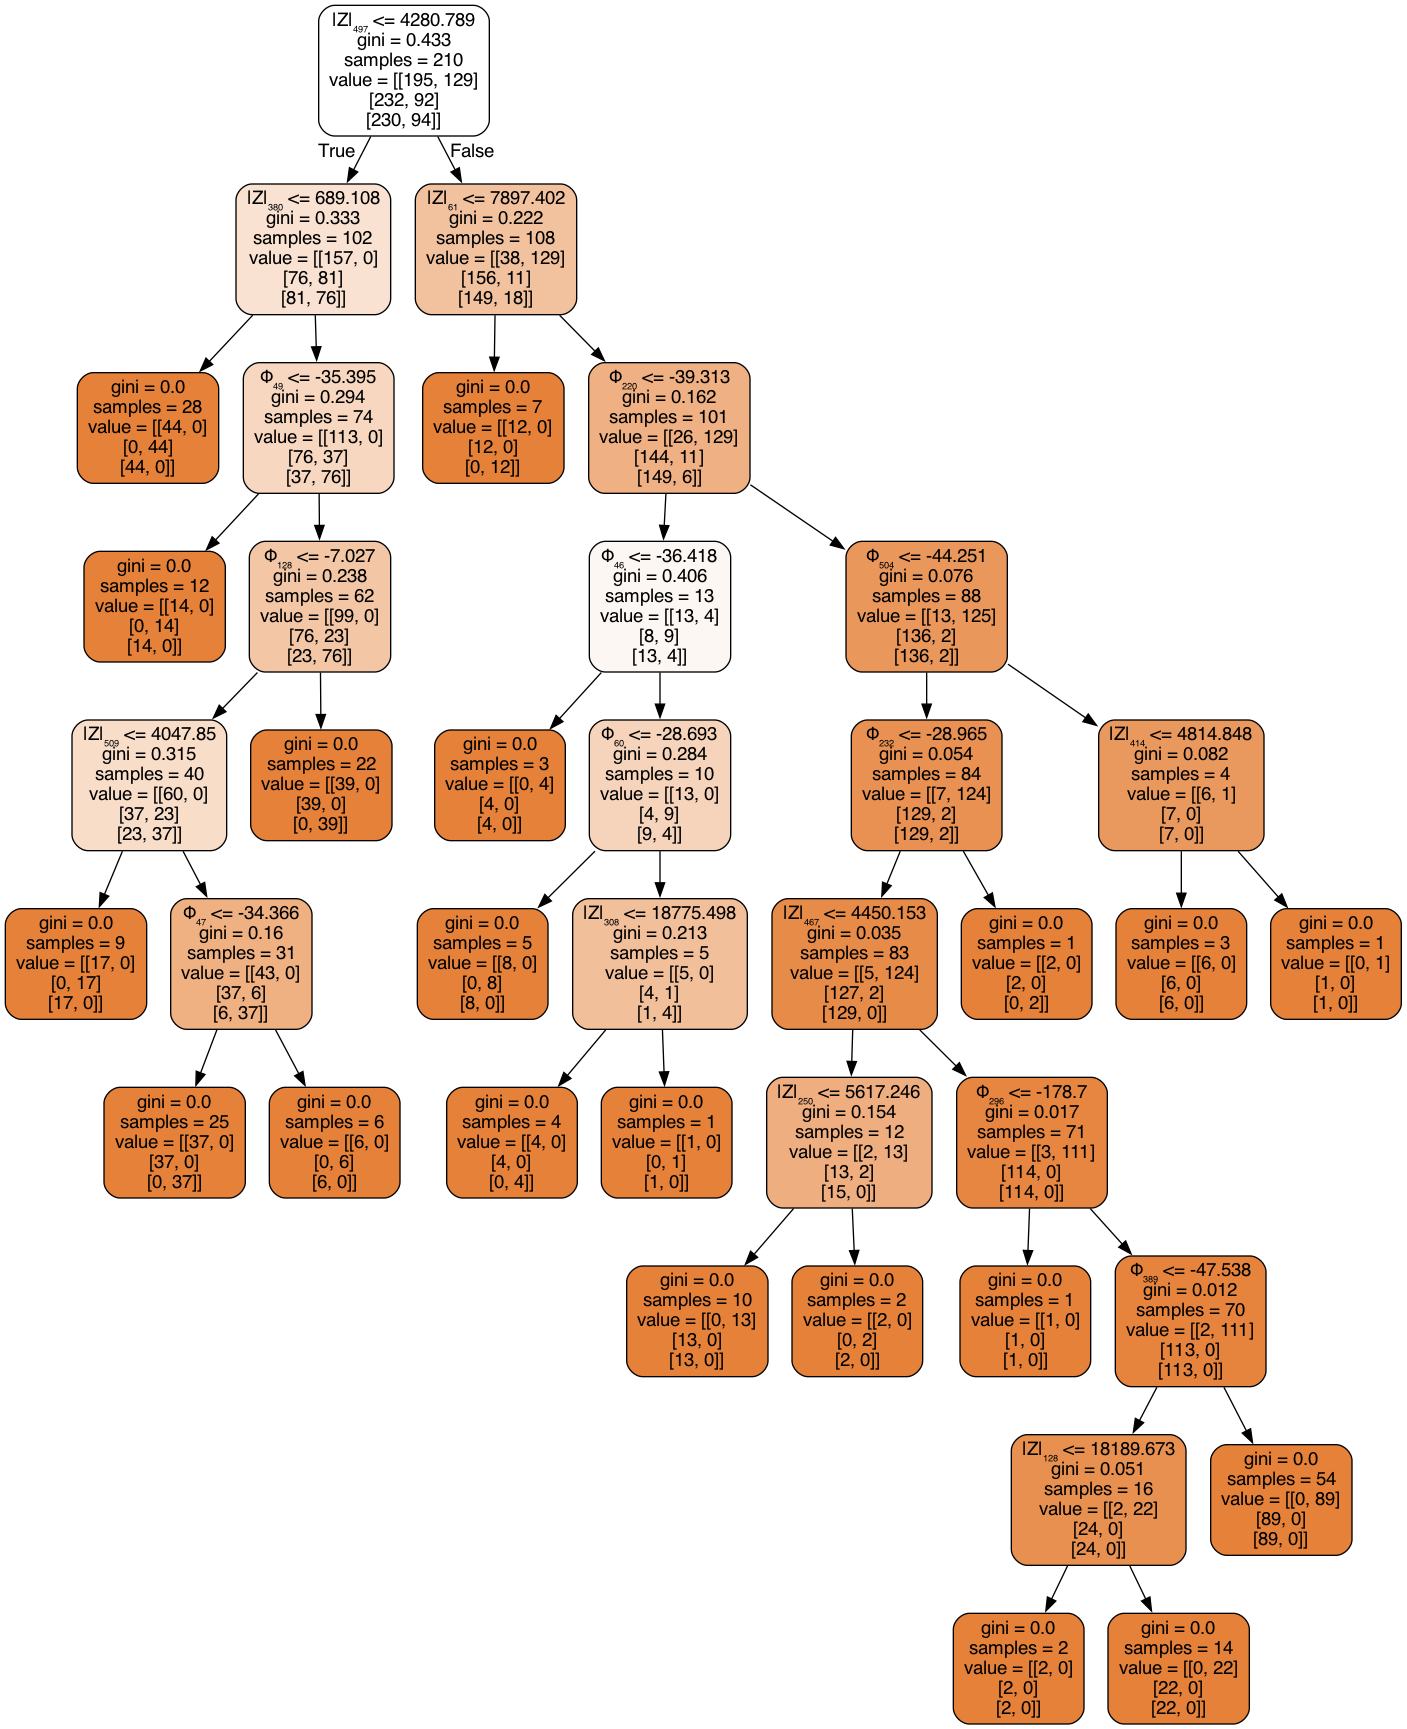 |Z|₄₉₇ <= 4280.789
gini = 0.433
samples = 210
value = [[195, 129]
[232, 92]
[230, 94]]
True
False
|Z|₃₈₀ <= 689.108
gini = 0.333
samples = 102
value = [[157, 0]
[76, 81]
[81, 76]]
|Z|₆₁ <= 7897.402
gini = 0.222
samples = 108
value = [[38, 129]
[156, 11]
[149, 18]]
gini = 0.0
samples = 28
value = [[44, 0]
[0, 44]
[44, 0]]
Φ₄₉ <= -35.395
gini = 0.294
samples = 74
value = [[113, 0]
[76, 37]
[37, 76]]
gini = 0.0
samples = 7
value = [[12, 0]
[12, 0]
[0, 12]]
Φ₂₂₀ <= -39.313
gini = 0.162
samples = 101
value = [[26, 129]
[144, 11]
[149, 6]]
gini = 0.0
samples = 12
value = [[14, 0]
[0, 14]
[14, 0]]
Φ₁₂₈ <= -7.027
gini = 0.238
samples = 62
value = [[99, 0]
[76, 23]
[23, 76]]
Φ₄₆ <= -36.418
gini = 0.406
samples = 13
value = [[13, 4]
[8, 9]
[13, 4]]
Φ₅₀₄ <= -44.251
gini = 0.076
samples = 88
value = [[13, 125]
[136, 2]
[136, 2]]
|Z|₅₀₉ <= 4047.85
gini = 0.315
samples = 40
value = [[60, 0]
[37, 23]
[23, 37]]
gini = 0.0
samples = 22
value = [[39, 0]
[39, 0]
[0, 39]]
gini = 0.0
samples = 3
value = [[0, 4]
[4, 0]
[4, 0]]
Φ₆₀ <= -28.693
gini = 0.284
samples = 10
value = [[13, 0]
[4, 9]
[9, 4]]
Φ₂₃₂ <= -28.965
gini = 0.054
samples = 84
value = [[7, 124]
[129, 2]
[129, 2]]
|Z|₄₁₄ <= 4814.848
gini = 0.082
samples = 4
value = [[6, 1]
[7, 0]
[7, 0]]
gini = 0.0
samples = 9
value = [[17, 0]
[0, 17]
[17, 0]]
Φ₄₇ <= -34.366
gini = 0.16
samples = 31
value = [[43, 0]
[37, 6]
[6, 37]]
gini = 0.0
samples = 5
value = [[8, 0]
[0, 8]
[8, 0]]
|Z|₃₀₈ <= 18775.498
gini = 0.213
samples = 5
value = [[5, 0]
[4, 1]
[1, 4]]
|Z|₄₆₇ <= 4450.153
gini = 0.035
samples = 83
value = [[5, 124]
[127, 2]
[129, 0]]
gini = 0.0
samples = 1
value = [[2, 0]
[2, 0]
[0, 2]]
gini = 0.0
samples = 3
value = [[6, 0]
[6, 0]
[6, 0]]
gini = 0.0
samples = 1
value = [[0, 1]
[1, 0]
[1, 0]]
gini = 0.0
samples = 25
value = [[37, 0]
[37, 0]
[0, 37]]
gini = 0.0
samples = 6
value = [[6, 0]
[0, 6]
[6, 0]]
gini = 0.0
samples = 4
value = [[4, 0]
[4, 0]
[0, 4]]
gini = 0.0
samples = 1
value = [[1, 0]
[0, 1]
[1, 0]]
|Z|₂₅₀ <= 5617.246
gini = 0.154
samples = 12
value = [[2, 13]
[13, 2]
[15, 0]]
Φ₂₉₆ <= -178.7
gini = 0.017
samples = 71
value = [[3, 111]
[114, 0]
[114, 0]]
gini = 0.0
samples = 10
value = [[0, 13]
[13, 0]
[13, 0]]
gini = 0.0
samples = 2
value = [[2, 0]
[0, 2]
[2, 0]]
gini = 0.0
samples = 1
value = [[1, 0]
[1, 0]
[1, 0]]
Φ₃₈₉ <= -47.538
gini = 0.012
samples = 70
value = [[2, 111]
[113, 0]
[113, 0]]
|Z|₁₂₈ <= 18189.673
gini = 0.051
samples = 16
value = [[2, 22]
[24, 0]
[24, 0]]
gini = 0.0
samples = 54
value = [[0, 89]
[89, 0]
[89, 0]]
gini = 0.0
samples = 2
value = [[2, 0]
[2, 0]
[2, 0]]
gini = 0.0
samples = 14
value = [[0, 22]
[22, 0]
[22, 0]]